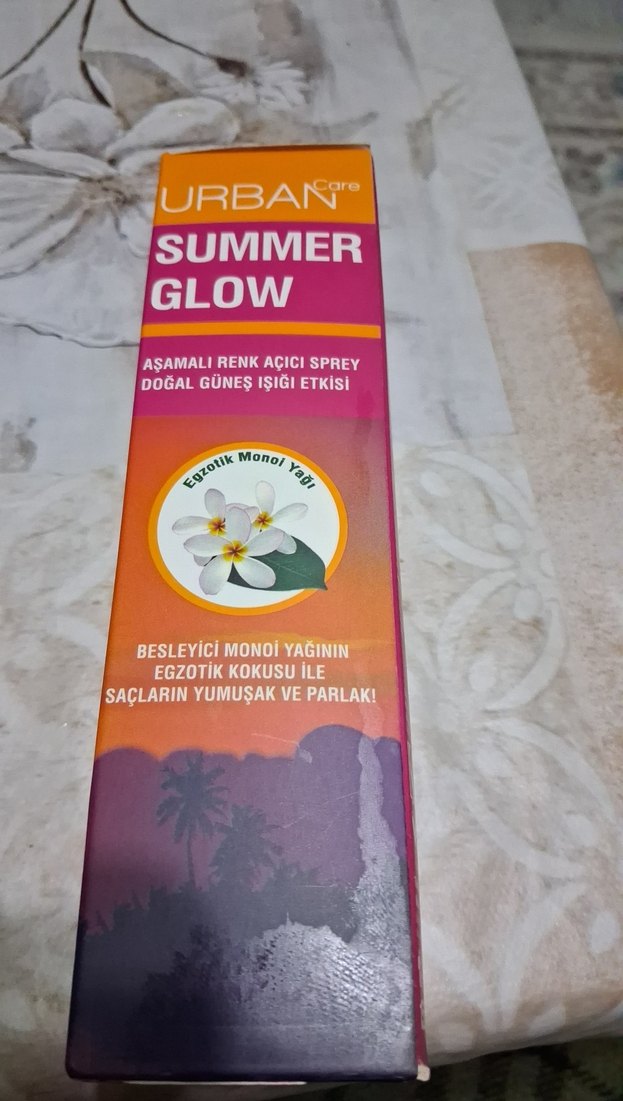 URBAN Care
SUMMER
GLOW
AŞAMALI RENK AÇICI SPREY
DOĞAL GÜNEŞ IŞIĞI ETKİSİ
Egzotik Monoi Yağı
BESLEYİCİ MONOİ YAĞININ
EGZOTİK KOKUSU İLE
SAÇLARIN YUMUŞAK VE PARLAK!